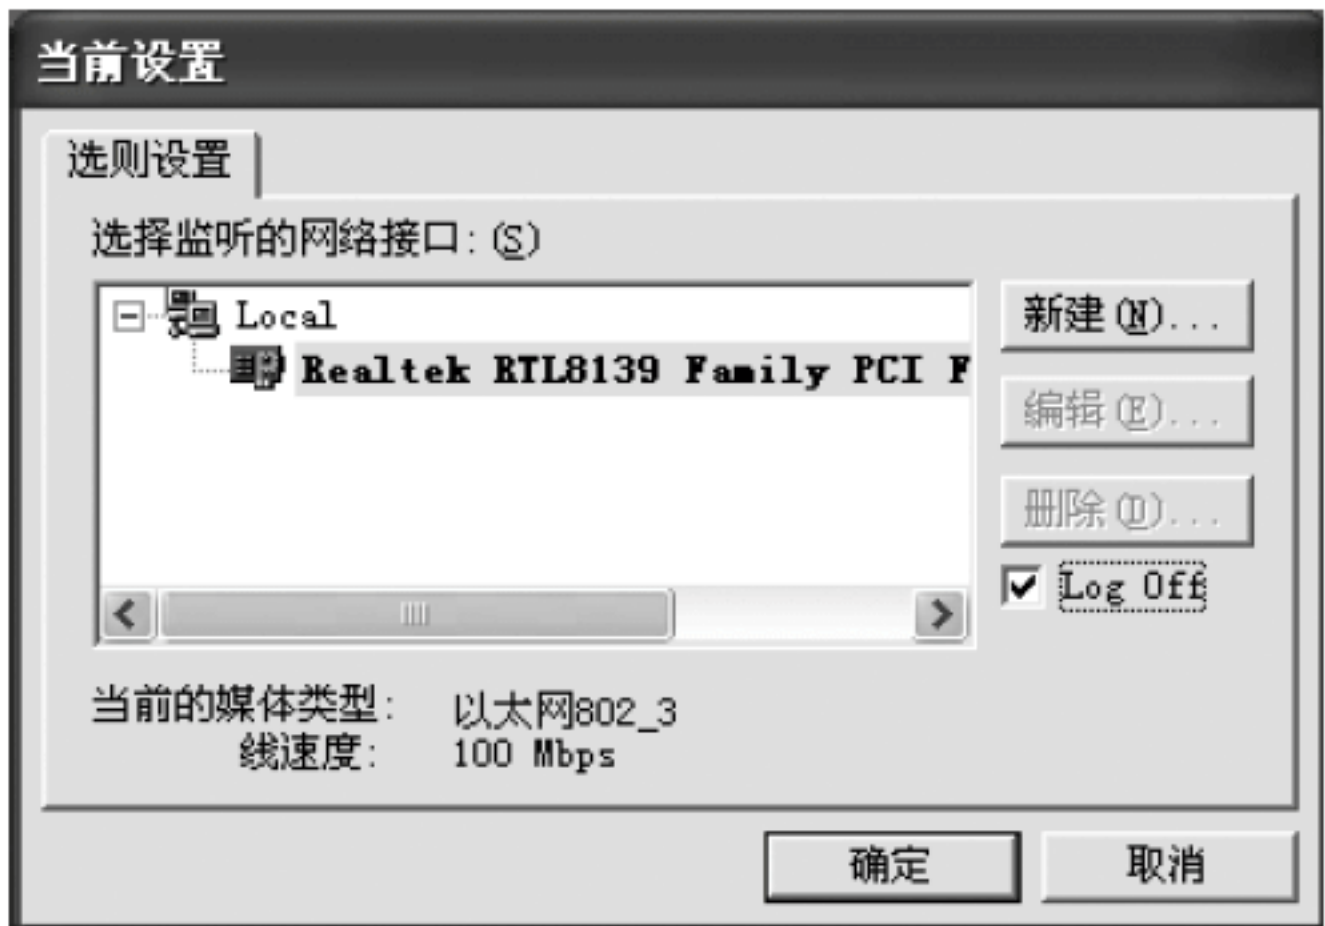 当前设置
选则设置
选择监听的网络接口: (S)
Local
Realtek RTL8139 Family PCI F
新建(N)...
编辑(E)...
删除(D)...
Log Off
当前的媒体类型: 以太网802_3
线速度: 100 Mbps
确定
取消